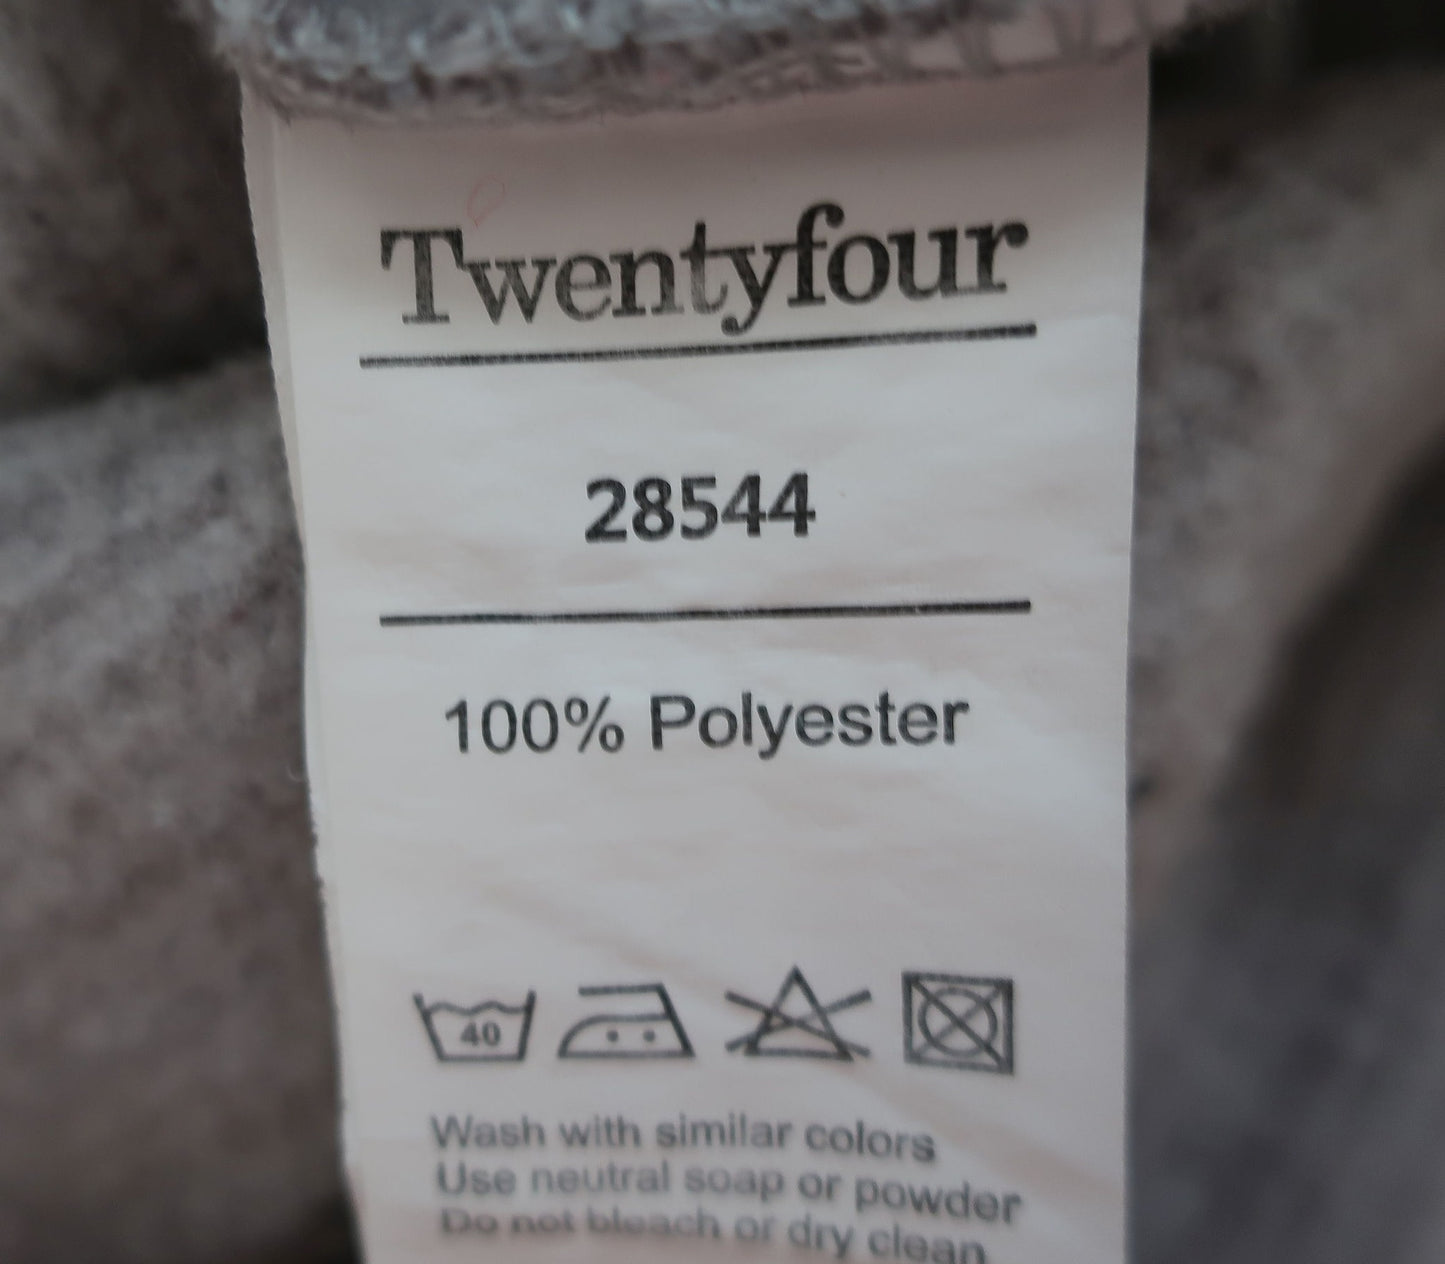 Twentyfour
28544
100% Polyester
40
Wash with similar colors
Use neutral soap or powder
Do not bleach or dry clean